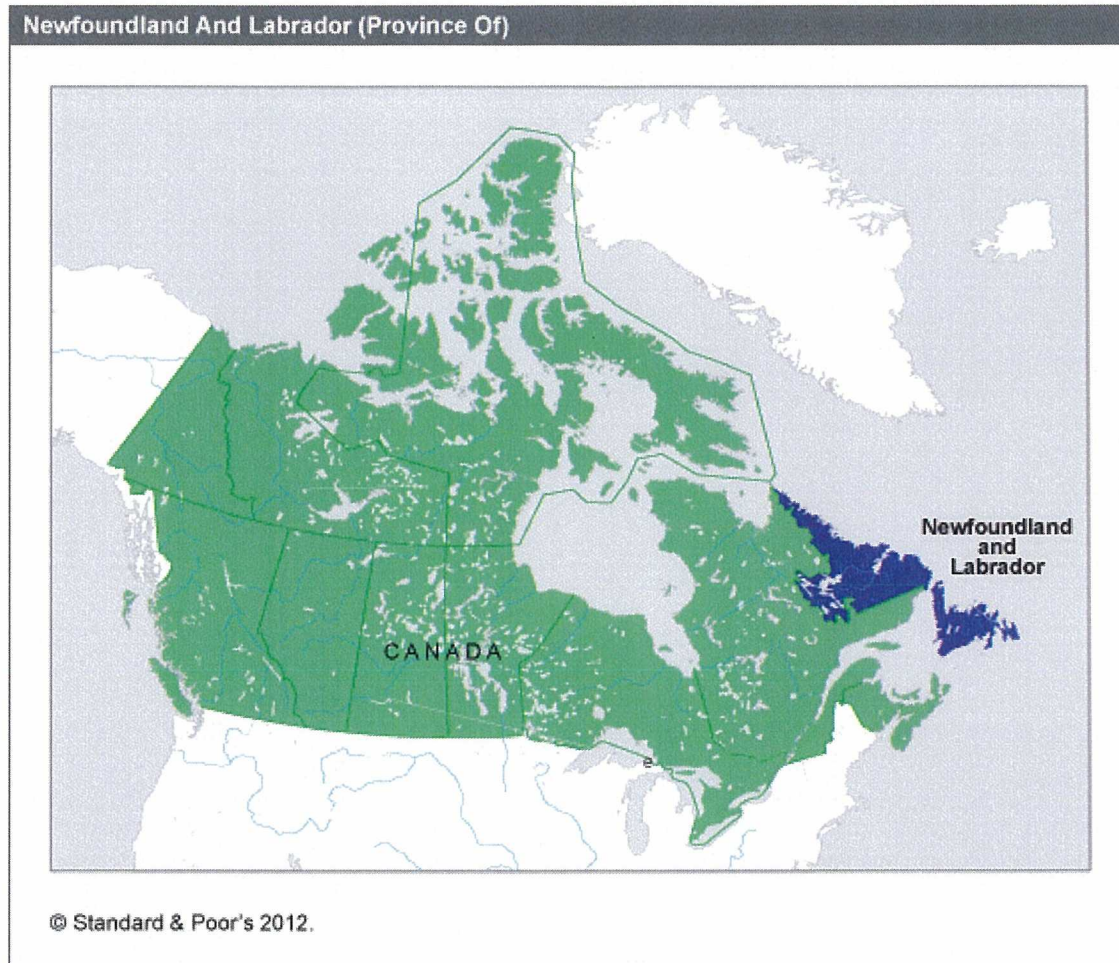 Newfoundland And Labrador (Province Of)
Newfoundland
and
Labrador
CANADA
e
© Standard & Poor's 2012.